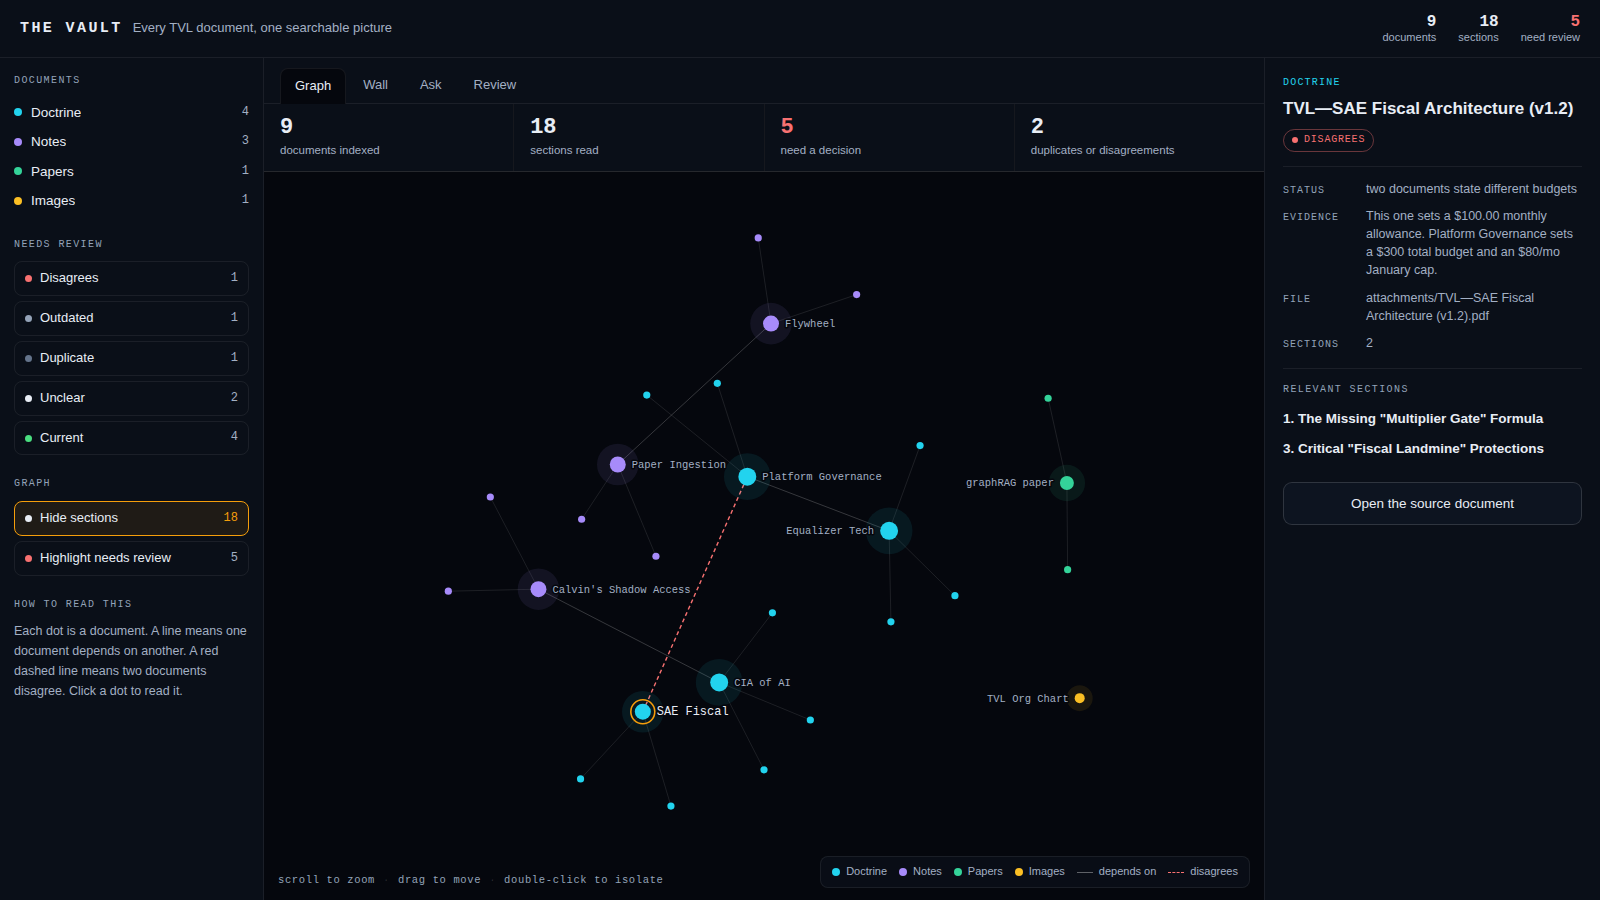 THE VAULT Every TVL document, one searchable picture
9 18 5
documents sections need review
DOCUMENTS
Doctrine 4
Notes 3
Papers 1
Images 1
NEEDS REVIEW
Disagrees 1
Outdated 1
Duplicate 1
Unclear 2
Current 4
GRAPH
Hide sections 18
Highlight needs review 5
HOW TO READ THIS
Each dot is a document. A line means one
document depends on another. A red
dashed line means two documents
disagree. Click a dot to read it.
Graph Wall Ask Review
9 18 5 2
documents indexed sections read need a decision duplicates or disagreements
Flywheel
Paper Ingestion
Platform Governance
graphRAG paper
Equalizer Tech
Calvin's Shadow Access
CIA of AI
TVL Org Chart
SAE Fiscal
scroll to zoom · drag to move · double-click to isolate
Doctrine Notes Papers Images depends on disagrees
DOCTRINE
TVL—SAE Fiscal Architecture (v1.2)
DISAGREES
STATUS two documents state different budgets
EVIDENCE This one sets a $100.00 monthly
allowance. Platform Governance sets
a $300 total budget and an $80/mo
January cap.
FILE attachments/TVL—SAE Fiscal
Architecture (v1.2).pdf
SECTIONS 2
RELEVANT SECTIONS
1. The Missing "Multiplier Gate" Formula
3. Critical "Fiscal Landmine" Protections
Open the source document